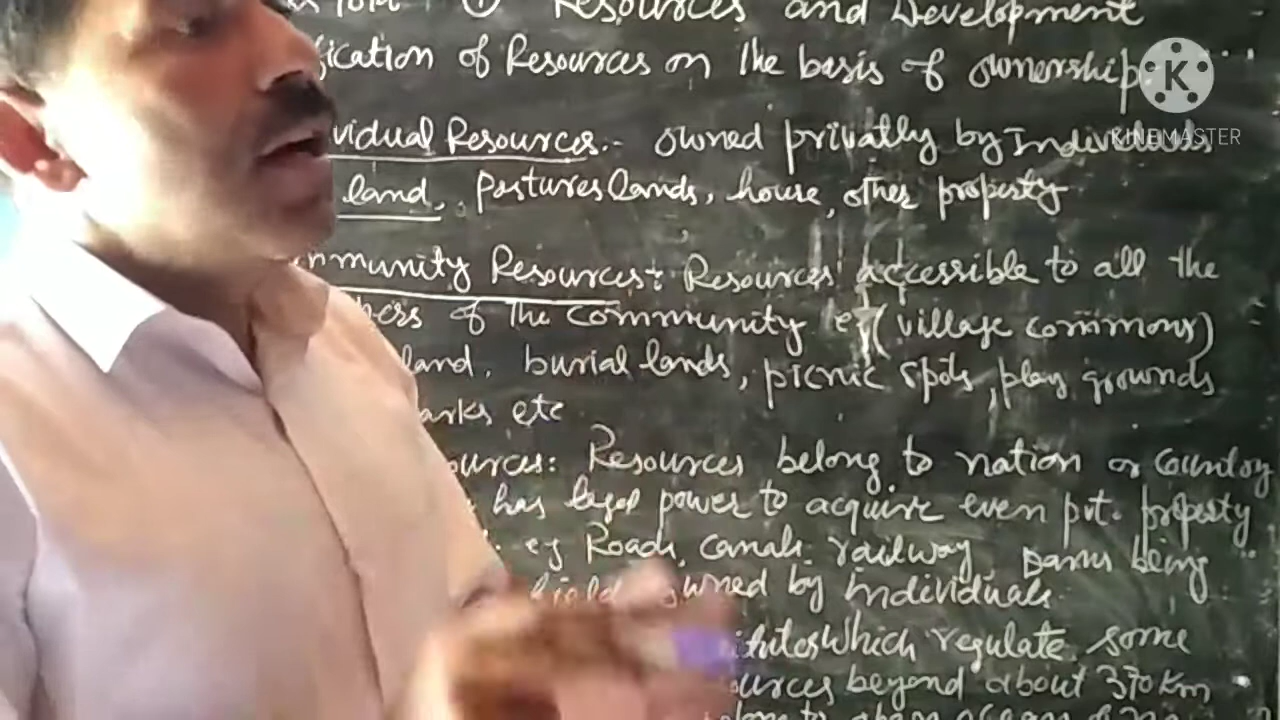 ① Resources and Development
fication of Resources on the basis of ownership.
K
KINEMASTER
vidual Resources.- owned privatly by Individuals
land, Pastures lands, house, other property
mmunity Resources: Resources accessible to all the
bers of the community eg (village commons)
land, burial lands, picnic spots, play grounds
arks etc
ources: Resources belong to nation or Country
has legal power to acquire even pvt. property
eg Roads, canals, railway, Dams being
field owned by individuals.
which regulate some
ources beyond about 370 Km